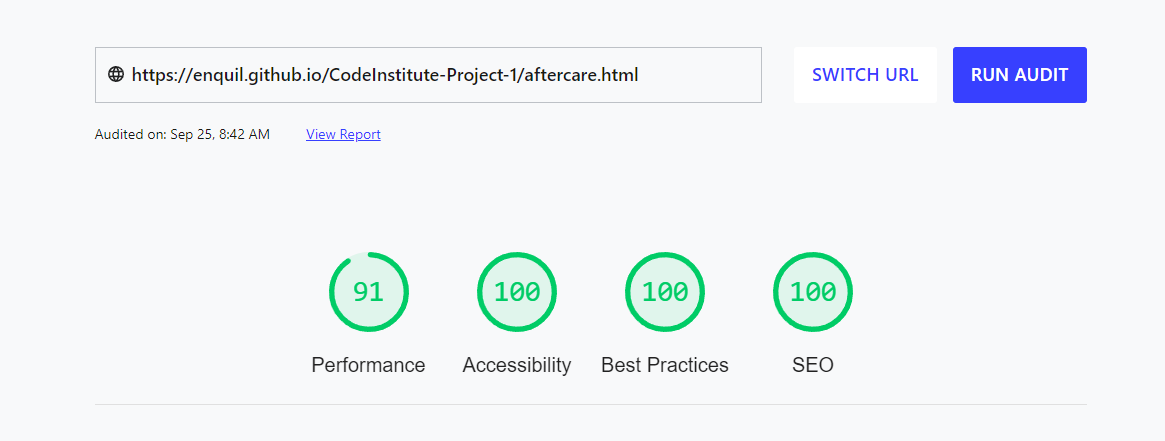 https://enquil.github.io/CodeInstitute-Project-1/aftercare.html SWITCH URL RUN AUDIT
Audited on: Sep 25, 8:42 AM View Report
91 100 100 100
Performance Accessibility Best Practices SEO